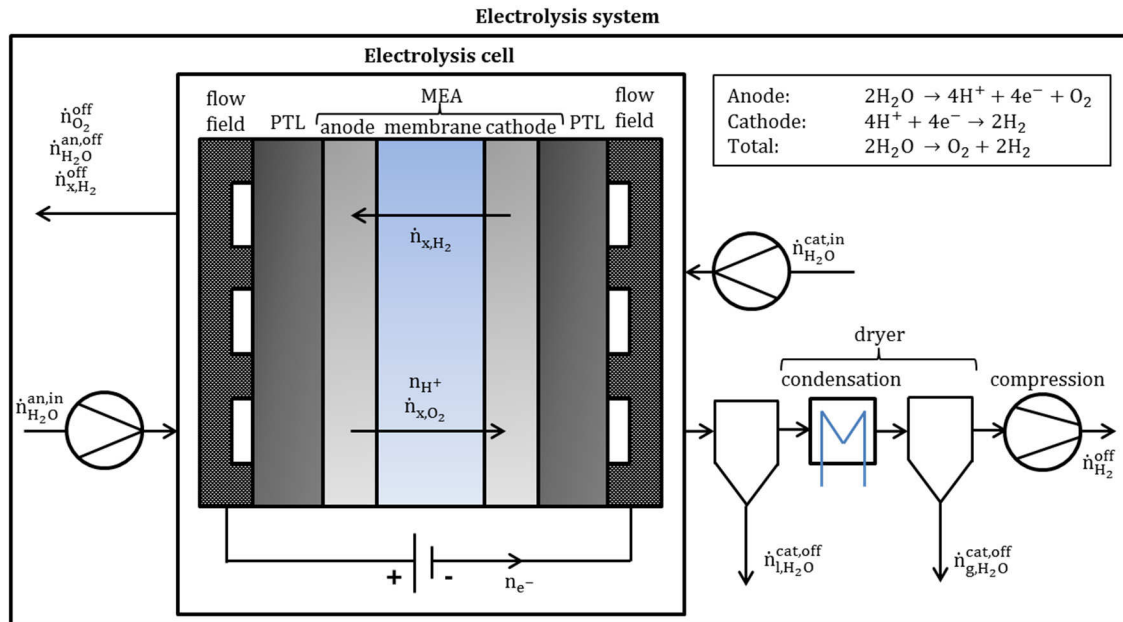 Electrolysis system
Electrolysis cell
Anode: 2H₂O → 4H⁺ + 4e⁻ + O₂
Cathode: 4H⁺ + 4e⁻ → 2H₂
Total: 2H₂O → O₂ + 2H₂
flow
field
PTL
MEA
anode membrane cathode
PTL
flow
field
ṅ_O₂^off
ṅ_H₂O^an,off
ṅ_x,H₂^off
ṅ_x,H₂
ṅ_H₂O^cat,in
n_H⁺
ṅ_x,O₂
ṅ_H₂O^an,in
dryer
condensation
compression
ṅ_H₂^off
ṅ_l,H₂O^cat,off
ṅ_g,H₂O^cat,off
+ -
n_e⁻